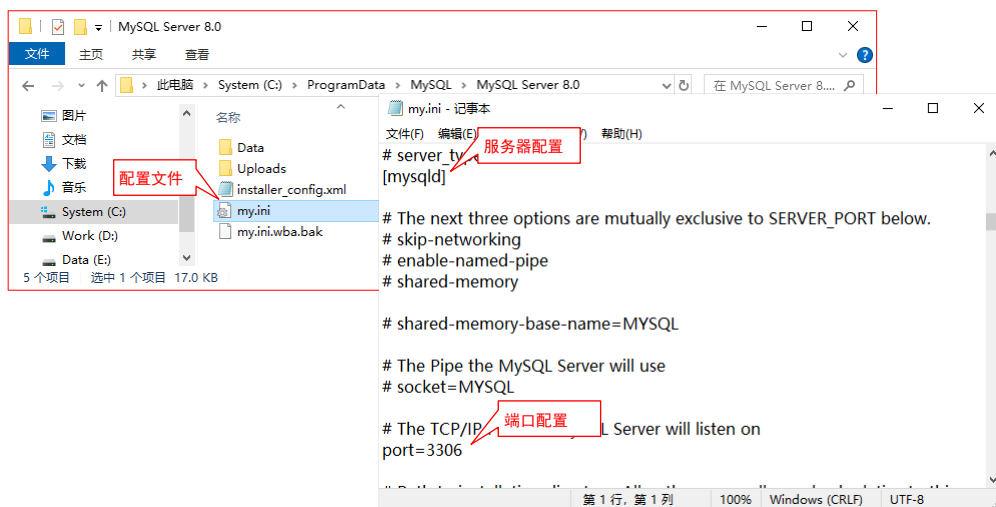 MySQL Server 8.0
文件 主页 共享 查看
此电脑 › System (C:) › ProgramData › MySQL › MySQL Server 8.0
在 MySQL Server 8....
图片
文档
下载
音乐
System (C:)
Work (D:)
Data (E:)
名称
Data
Uploads
installer_config.xml
my.ini
my.ini.wba.bak
配置文件
5 个项目 选中 1 个项目 17.0 KB
my.ini - 记事本
文件(F) 编辑(E) 帮助(H)
服务器配置
# server_type
[mysqld]
# The next three options are mutually exclusive to SERVER_PORT below.
# skip-networking
# enable-named-pipe
# shared-memory
# shared-memory-base-name=MYSQL
# The Pipe the MySQL Server will use
# socket=MYSQL
端口配置
# The TCP/IP Server will listen on
port=3306
第 1 行，第 1 列 100% Windows (CRLF) UTF-8